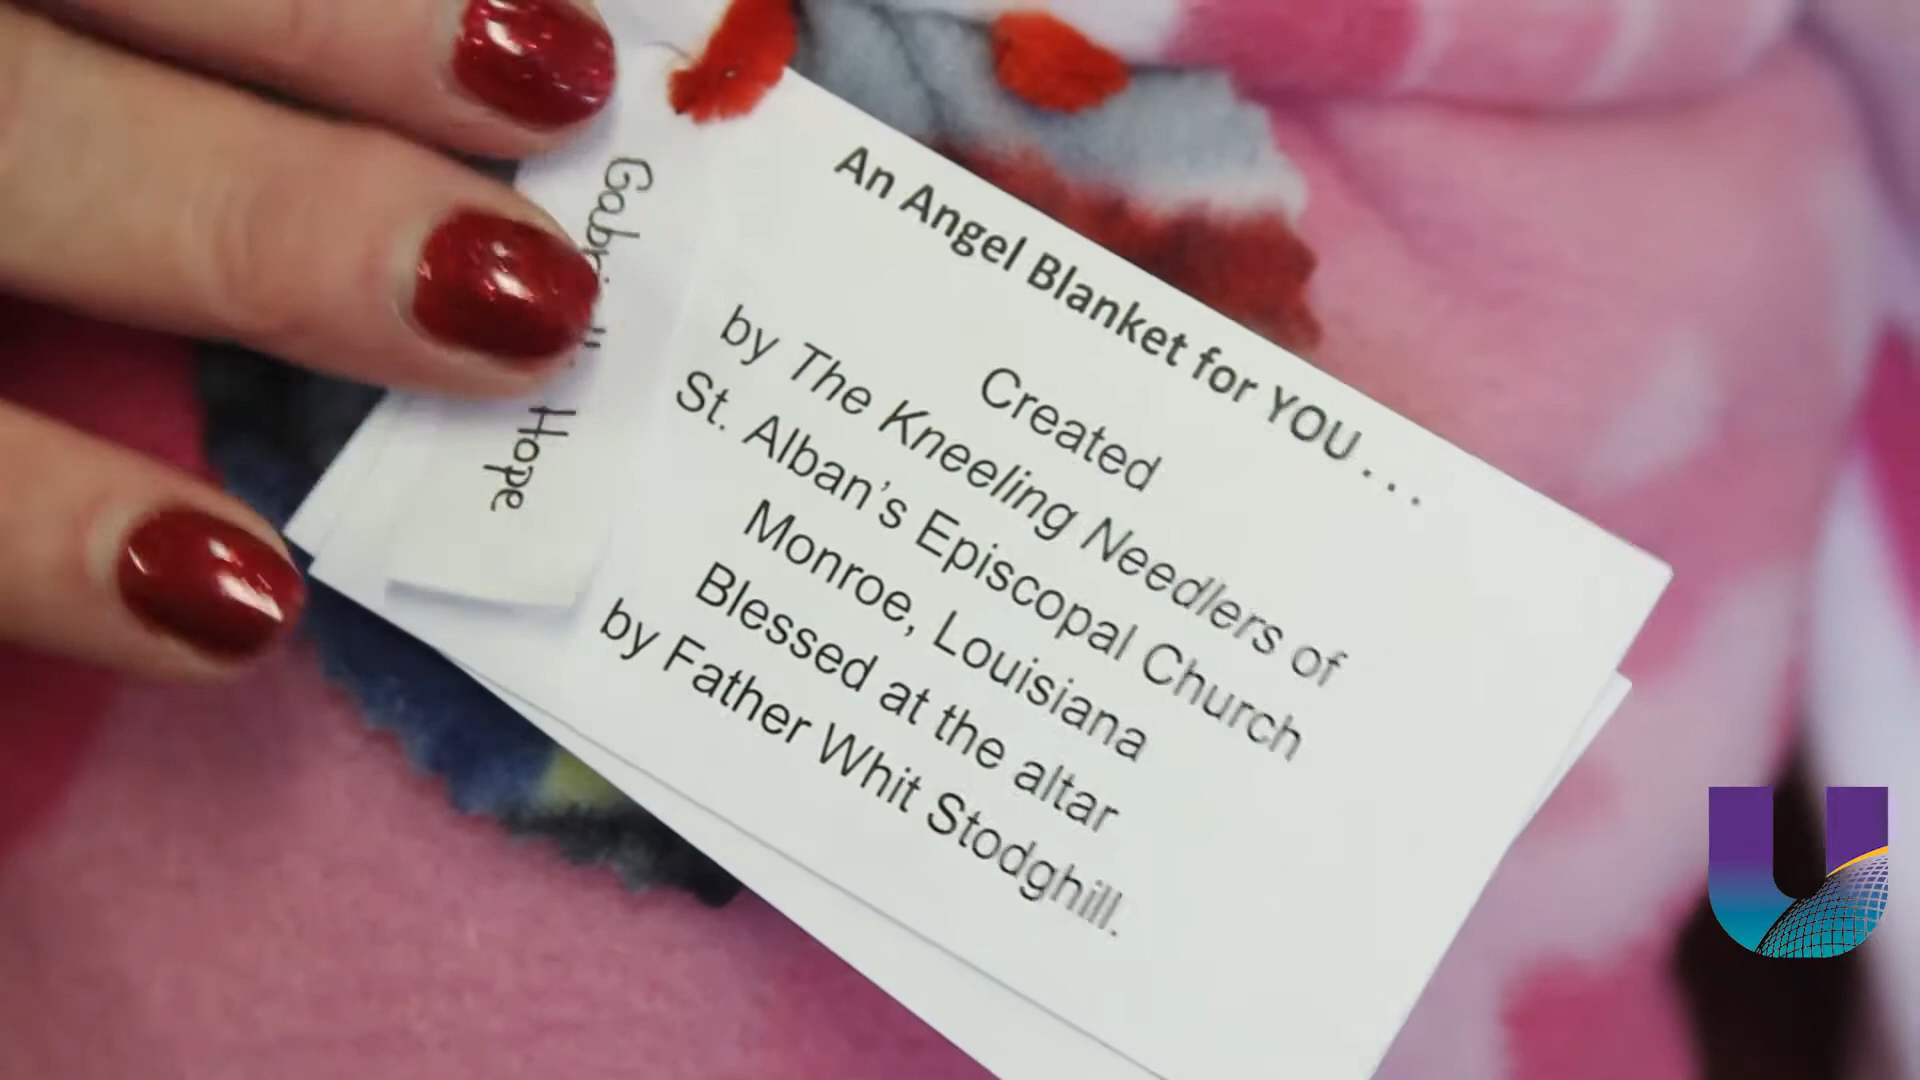 An Angel Blanket for YOU . . .
Created
by The Kneeling Needlers of
St. Alban’s Episcopal Church
Monroe, Louisiana
Blessed at the altar
by Father Whit Stodghill.
Hope
U